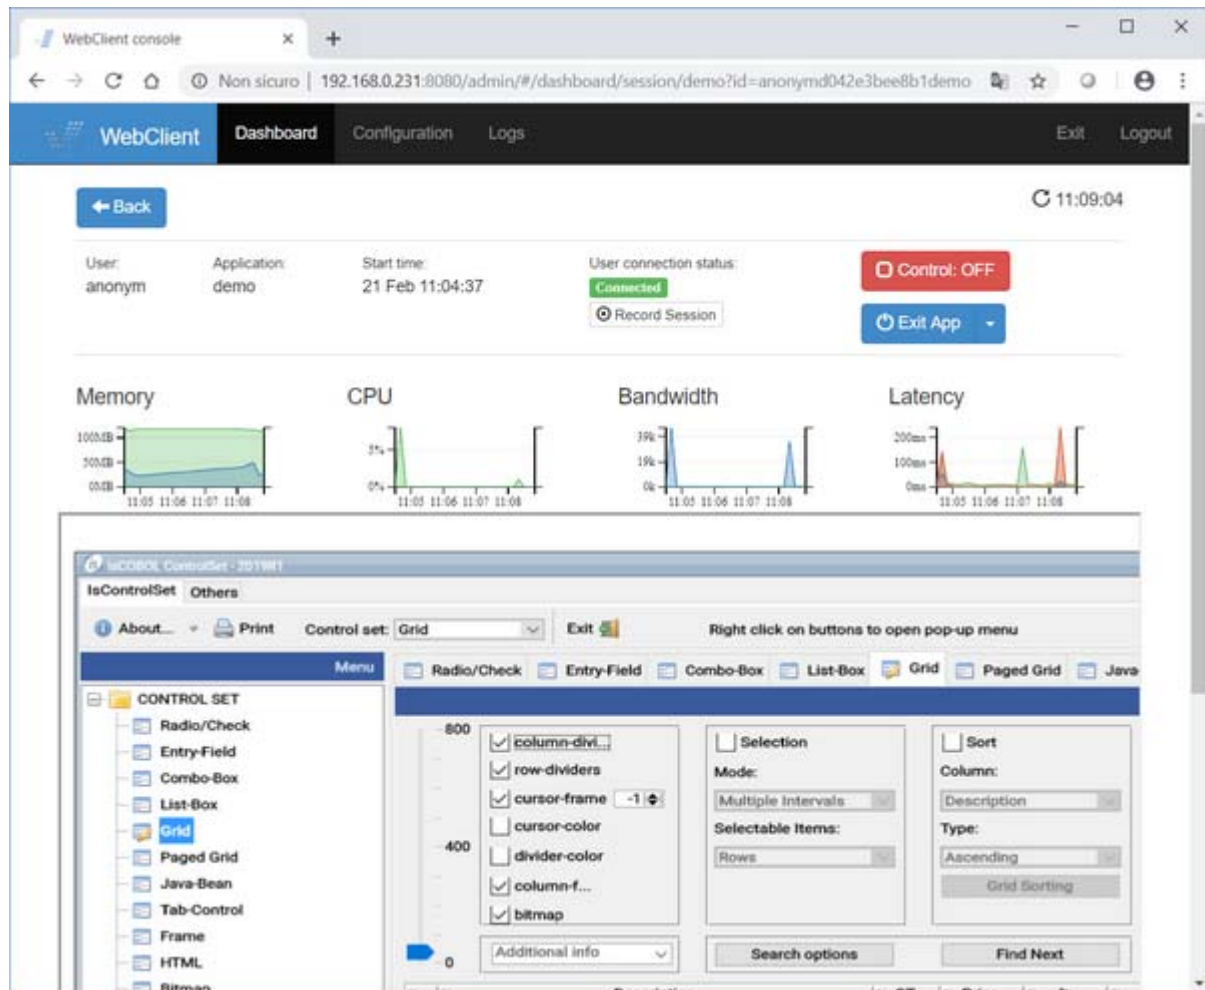 WebClient console
Non sicuro | 192.168.0.231:8080/admin/#/dashboard/session/demo?id=anonymd042e3bee8b1demo
WebClient Dashboard Configuration Logs Exit Logout
Back 11:09:04
User: Application: Start time: User connection status:
anonym demo 21 Feb 11:04:37 Connected
Control: OFF
Record Session
Exit App
Memory CPU Bandwidth Latency
100MB 5% 39k 200ms
50MB 19k 100ms
00MB 0% 0k 0ms
11:05 11:06 11:07 11:08 11:05 11:06 11:07 11:08 11:05 11:06 11:07 11:08 11:05 11:06 11:07 11:08
isCOBOL ControlSet - 2019R1
IsControlSet Others
About... Print Control set: Grid Exit Right click on buttons to open pop-up menu
Menu Radio/Check Entry-Field Combo-Box List-Box Grid Paged Grid Java-
CONTROL SET
Radio/Check
Entry-Field
Combo-Box
List-Box
Grid
Paged Grid
Java-Bean
Tab-Control
Frame
HTML
Bitmap
800
400
0
column-divi...
row-dividers
cursor-frame -1
cursor-color
divider-color
column-f...
bitmap
Additional info
Selection
Mode:
Multiple Intervals
Selectable Items:
Rows
Search options
Sort
Column:
Description
Type:
Ascending
Grid Sorting
Find Next